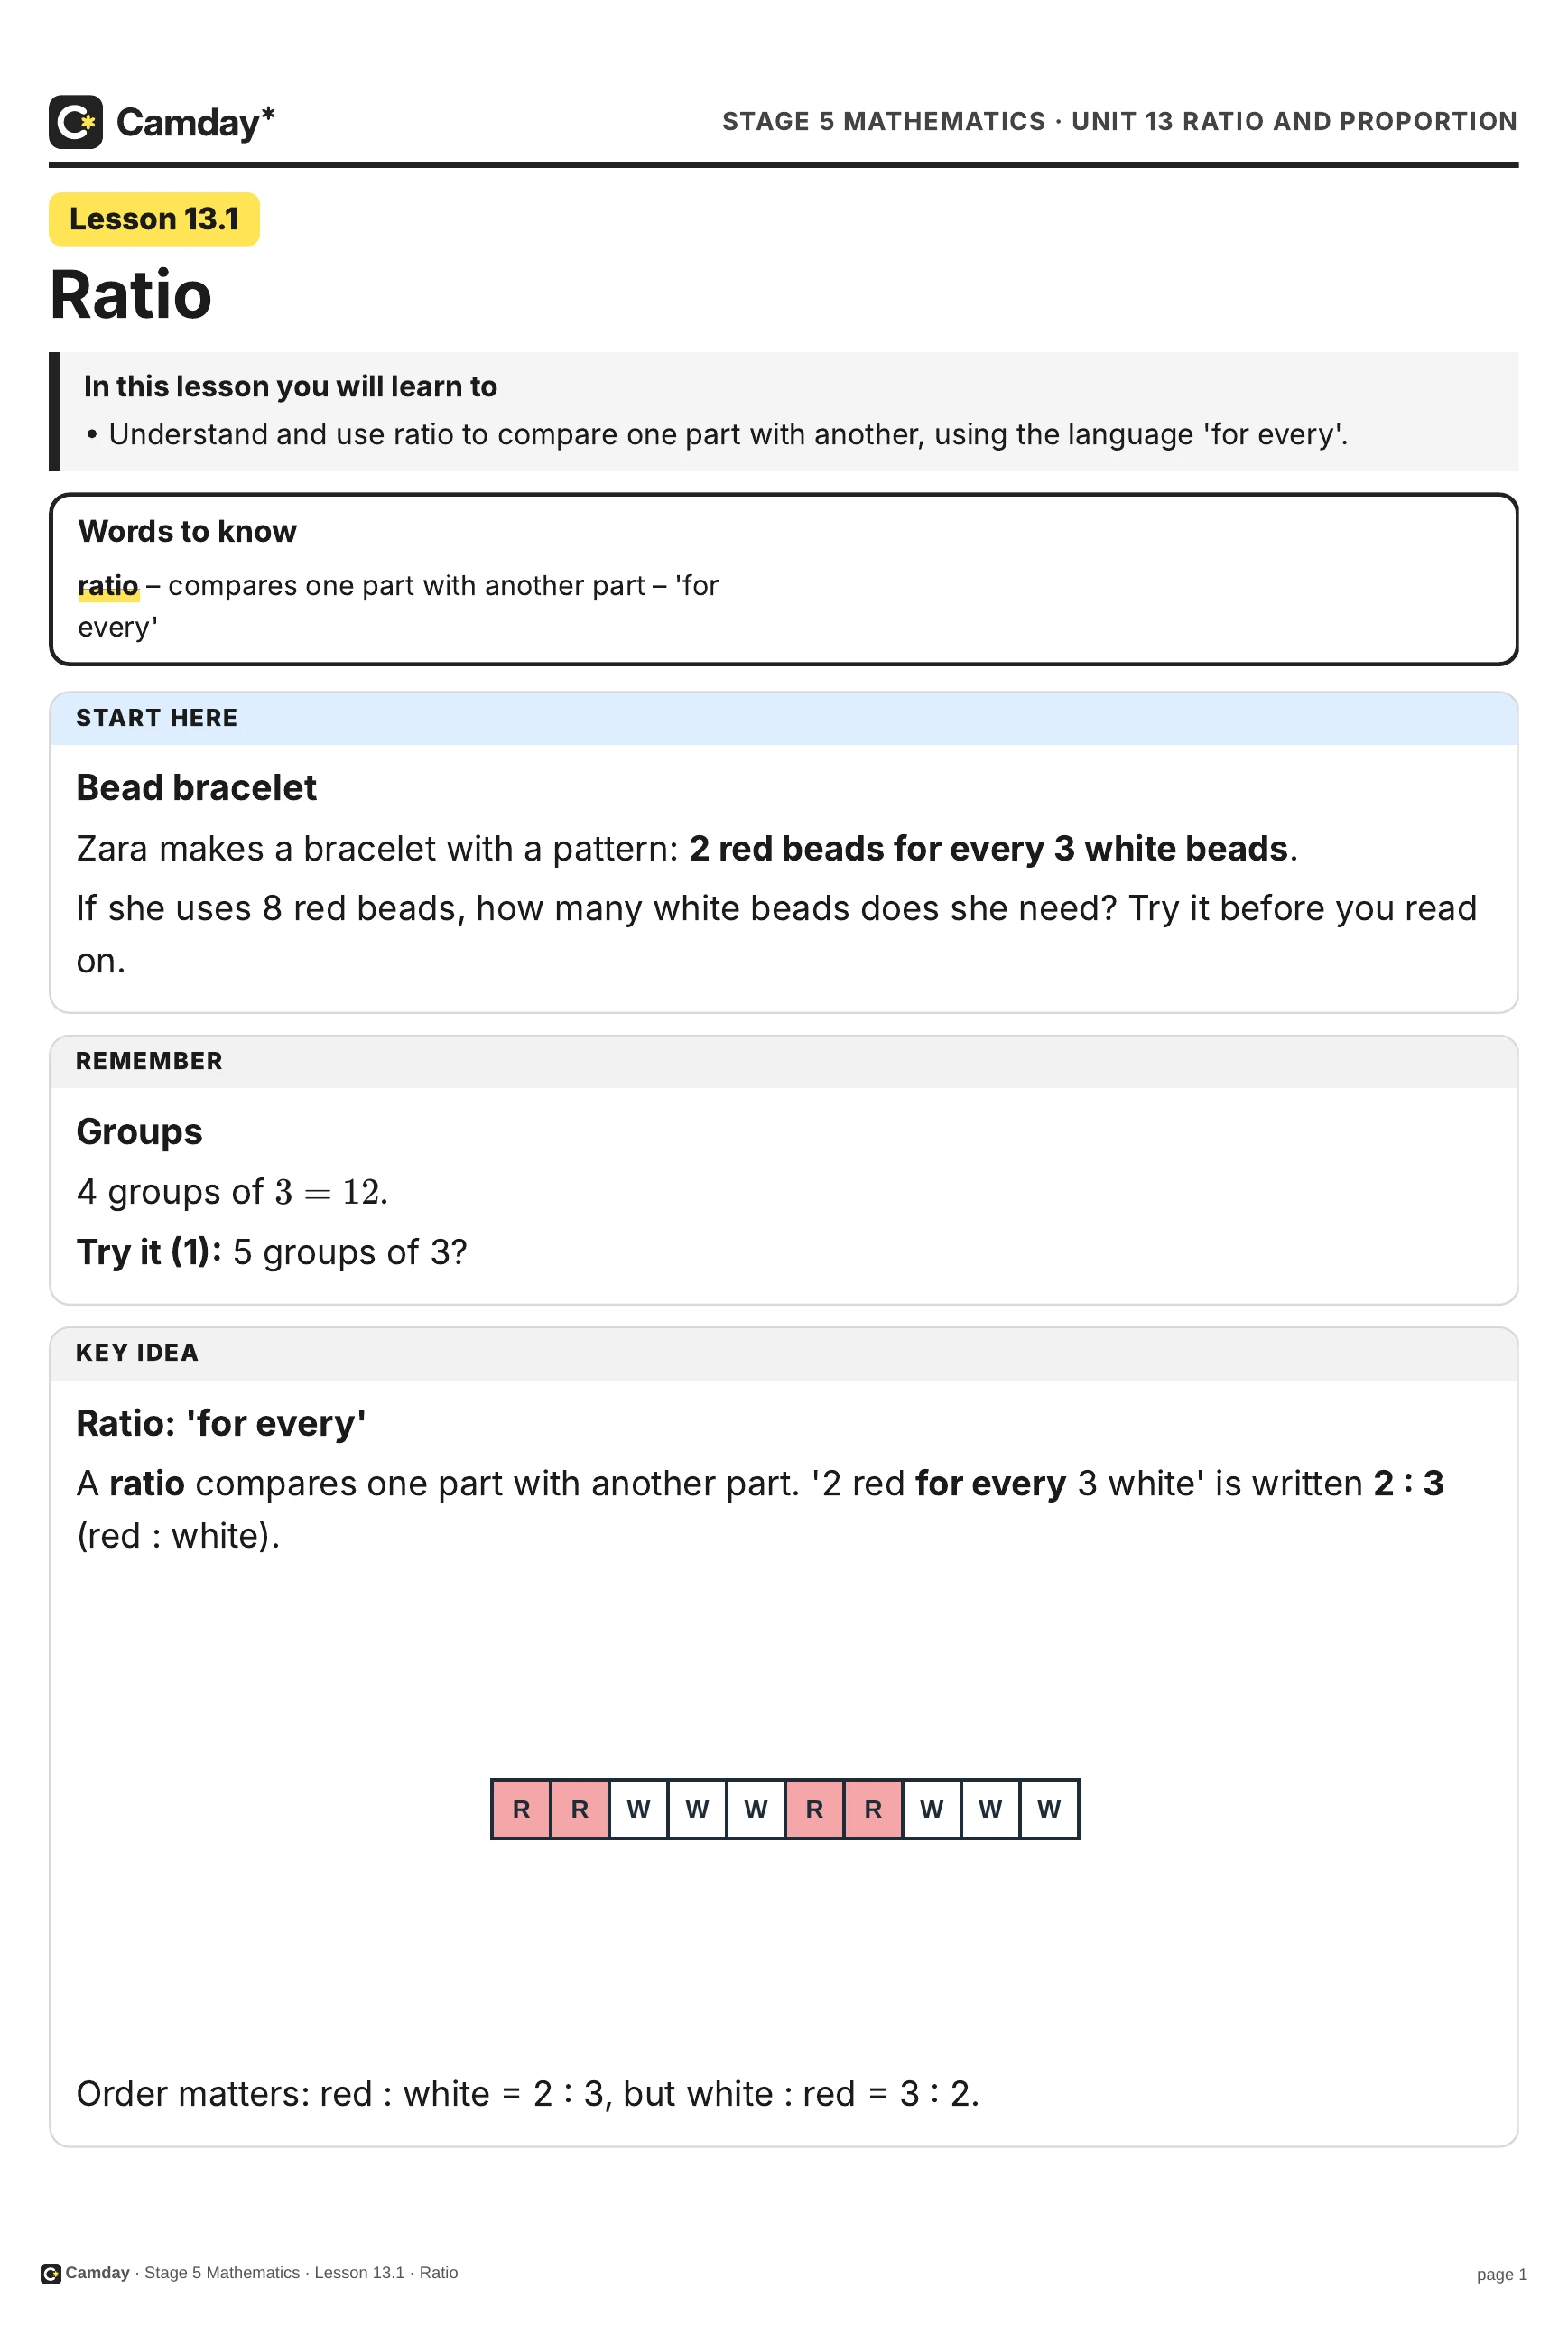 Camday*
STAGE 5 MATHEMATICS · UNIT 13 RATIO AND PROPORTION
Lesson 13.1
Ratio
In this lesson you will learn to
• Understand and use ratio to compare one part with another, using the language 'for every'.
Words to know
ratio – compares one part with another part – 'for
every'
START HERE
Bead bracelet
Zara makes a bracelet with a pattern: 2 red beads for every 3 white beads.
If she uses 8 red beads, how many white beads does she need? Try it before you read
on.
REMEMBER
Groups
4 groups of 3 = 12.
Try it (1): 5 groups of 3?
KEY IDEA
Ratio: 'for every'
A ratio compares one part with another part. '2 red for every 3 white' is written 2 : 3
(red : white).
R R W W W R R W W W
Order matters: red : white = 2 : 3, but white : red = 3 : 2.
Camday · Stage 5 Mathematics · Lesson 13.1 · Ratio
page 1